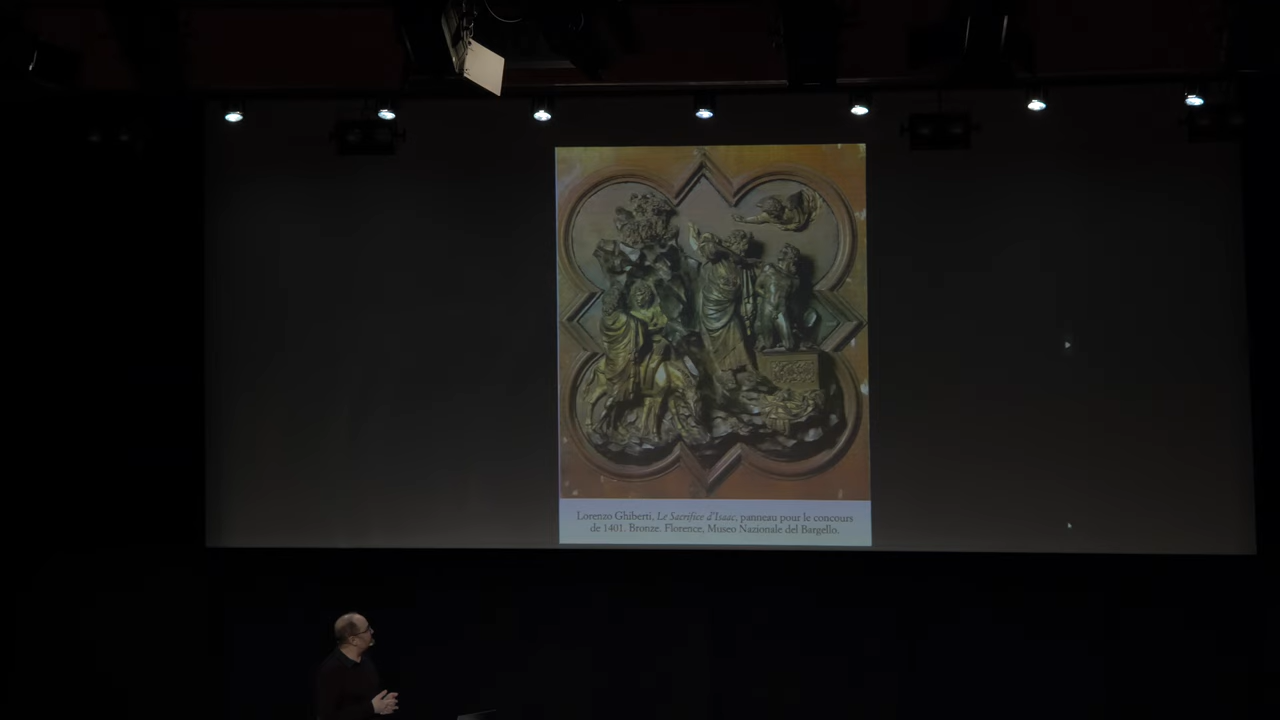 Lorenzo Ghiberti, Le Sacrifice d'Isaac, panneau pour le concours
de 1401. Bronze. Florence, Museo Nazionale del Bargello.